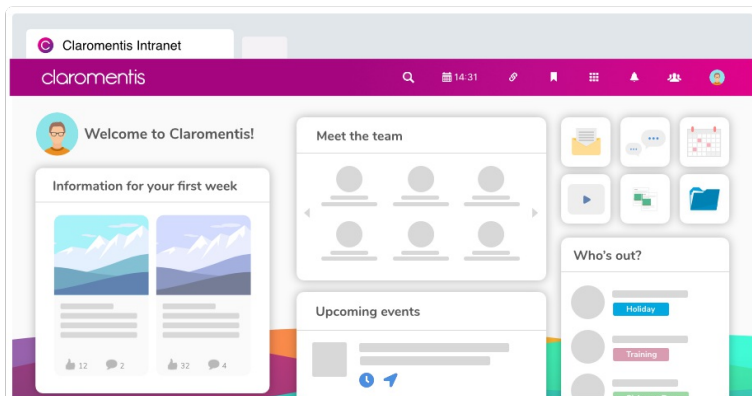 Claromentis Intranet
claromentis
14:31
Welcome to Claromentis!
Information for your first week
12
2
32
4
Meet the team
Upcoming events
Who's out?
Holiday
Training